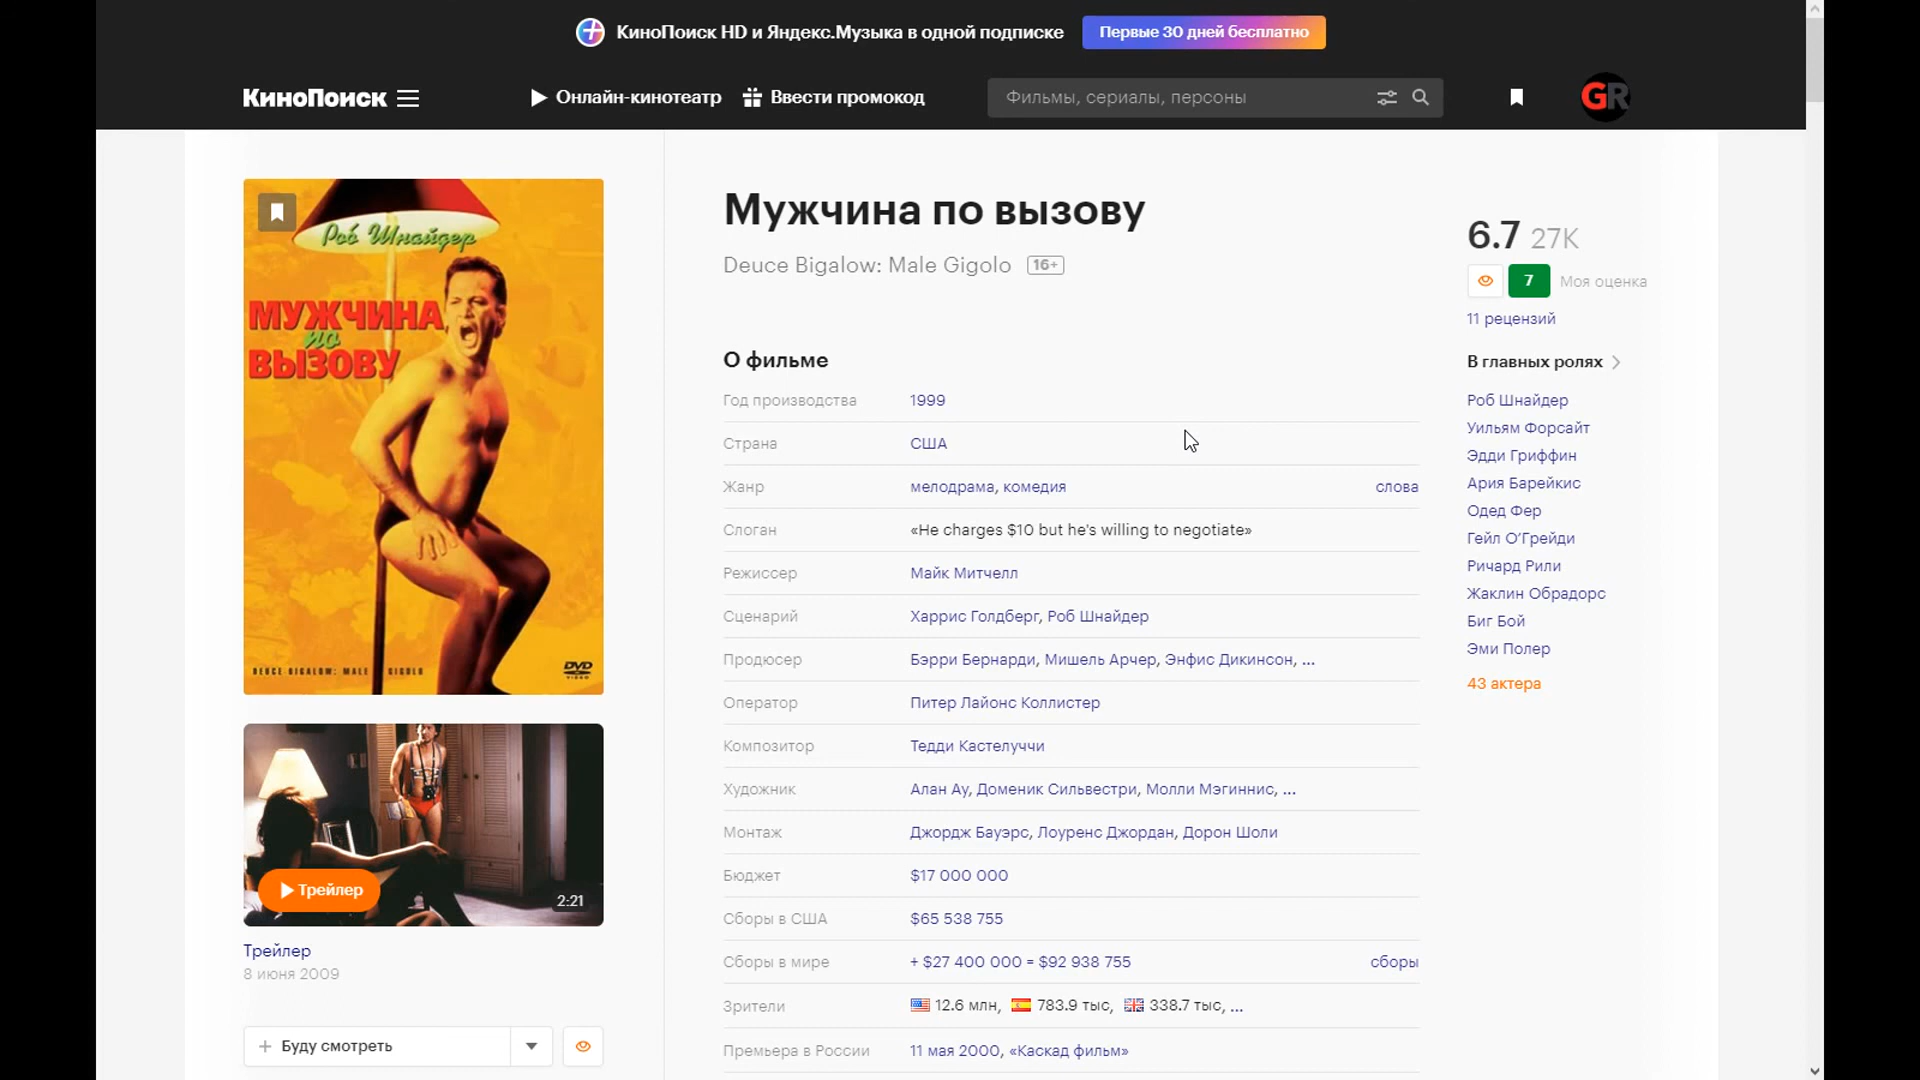 КиноПоиск HD и Яндекс.Музыка в одной подписке
Первые 30 дней бесплатно
КиноПоиск
Онлайн-кинотеатр
Ввести промокод
Фильмы, сериалы, персоны
GR
Роб Шнайдер
МУЖЧИНА
по
ВЫЗОВУ
DEUCE BIGALOW: MALE GIGOLO
DVD
VIDEO
Трейлер
2:21
Трейлер
8 июня 2009
Буду смотреть
Мужчина по вызову
Deuce Bigalow: Male Gigolo 16+
О фильме
Год производства 1999
Страна США
Жанр мелодрама, комедия слова
Слоган «He charges $10 but he's willing to negotiate»
Режиссер Майк Митчелл
Сценарий Харрис Голдберг, Роб Шнайдер
Продюсер Бэрри Бернарди, Мишель Арчер, Энфис Дикинсон, ...
Оператор Питер Лайонс Коллистер
Композитор Тедди Кастелуччи
Художник Алан Ау, Доменик Сильвестри, Молли Мэгиннис, ...
Монтаж Джордж Бауэрс, Лоуренс Джордан, Дорон Шоли
Бюджет $17 000 000
Сборы в США $65 538 755
Сборы в мире + $27 400 000 = $92 938 755 сборы
Зрители 12.6 млн, 783.9 тыс, 338.7 тыс, ...
Премьера в России 11 мая 2000, «Каскад фильм»
6.7 27K
7 Моя оценка
11 рецензий
В главных ролях
Роб Шнайдер
Уильям Форсайт
Эдди Гриффин
Ария Барейкис
Одед Фер
Гейл О’Грейди
Ричард Рили
Жаклин Обрадорс
Биг Бой
Эми Полер
43 актера